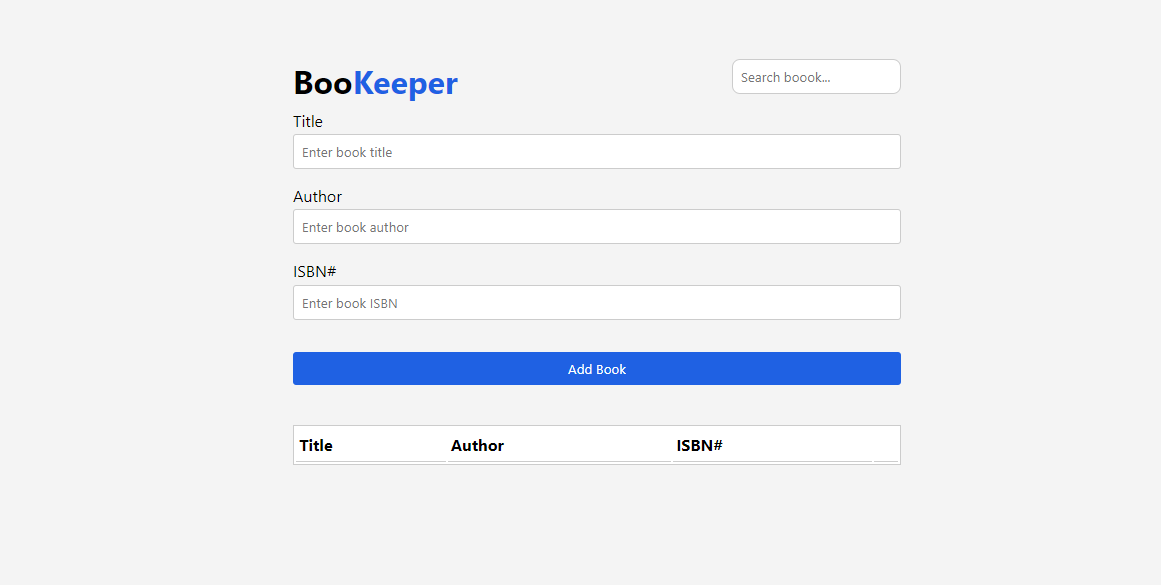 BooKeeper
Search boook...
Title
Enter book title
Author
Enter book author
ISBN#
Enter book ISBN
Add Book
Title Author ISBN#